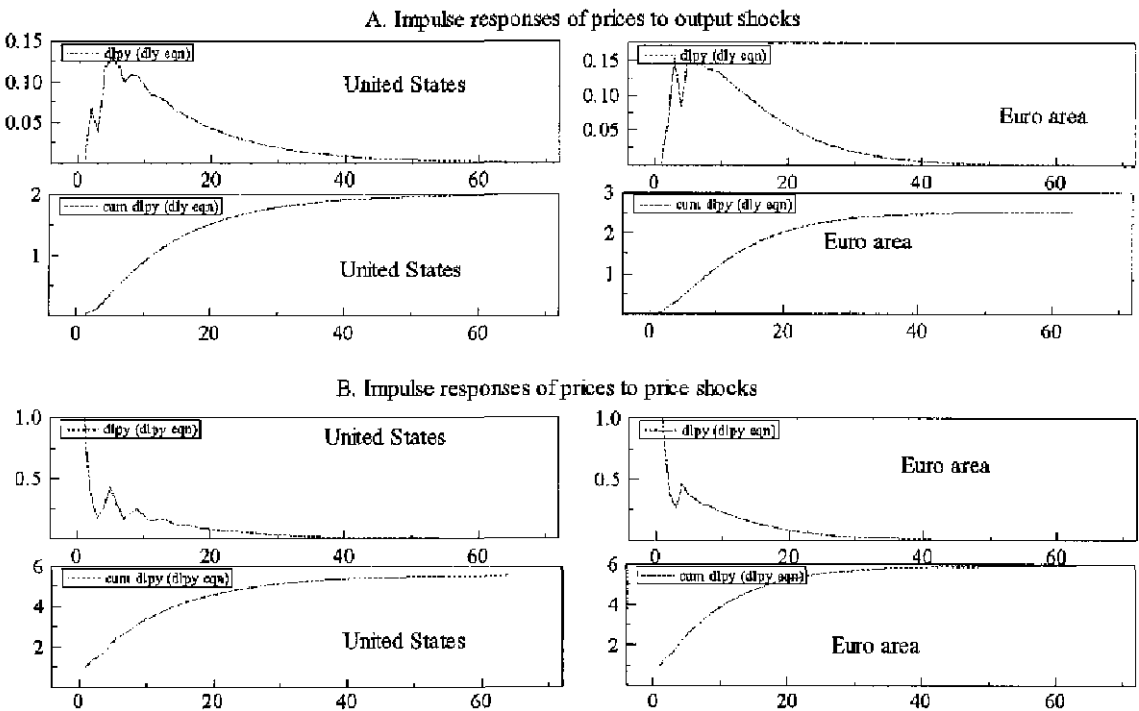 A. Impulse responses of prices to output shocks
0.15
0.10
0.05
dlpy (dly eqn)
United States
0 20 40 60
0.15
0.10
0.05
dlpy (dly eqn)
Euro area
0 20 40 60
2
1
cum dlpy (dly eqn)
United States
0 20 40 60
3
2
1
cum dlpy (dly eqn)
Euro area
0 20 40 60
B. Impulse responses of prices to price shocks
1.0
0.5
dlpy (dlpy eqn)
United States
0 20 40 60
1.0
0.5
dlpy (dlpy eqn)
Euro area
0 20 40 60
6
4
2
cum dlpy (dlpy eqn)
United States
0 20 40 60
6
4
2
cum dlpy (dlpy eqn)
Euro area
0 20 40 60